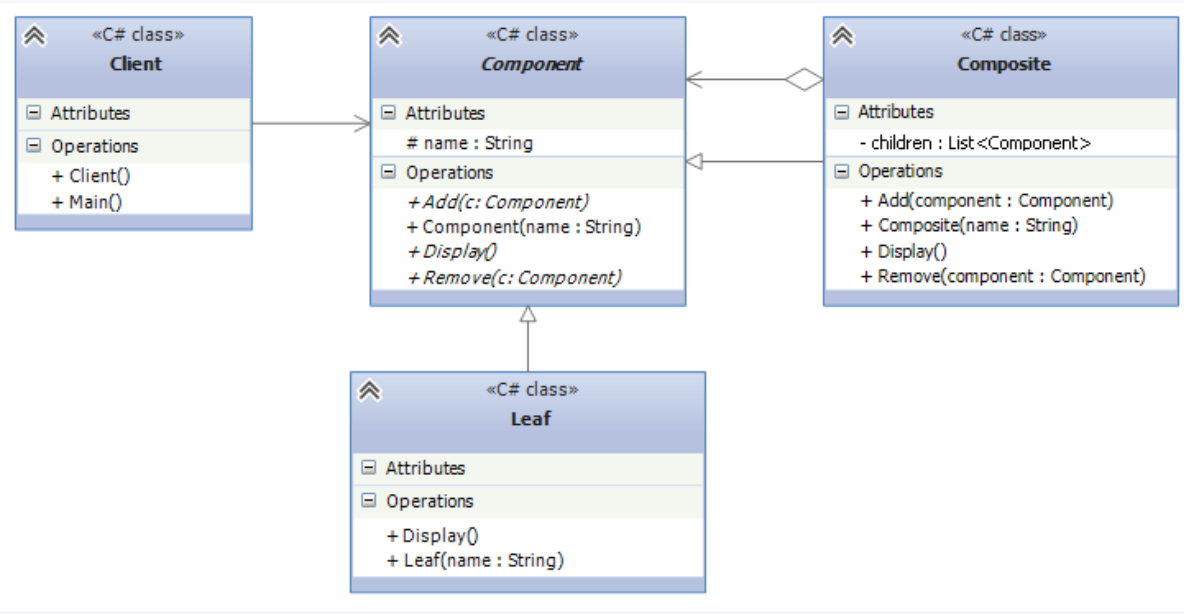 «C# class»
Client
Attributes
Operations
+ Client()
+ Main()
«C# class»
Component
Attributes
# name : String
Operations
+ Add(c: Component)
+ Component(name : String)
+ Display()
+ Remove(c: Component)
«C# class»
Composite
Attributes
- children : List<Component>
Operations
+ Add(component : Component)
+ Composite(name : String)
+ Display()
+ Remove(component : Component)
«C# class»
Leaf
Attributes
Operations
+ Display()
+ Leaf(name : String)